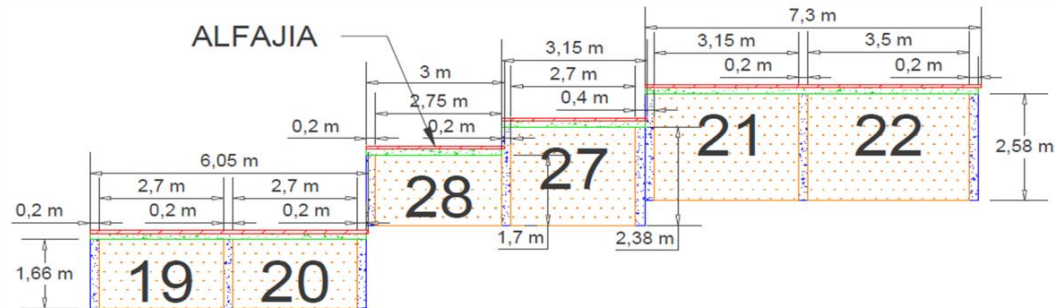 7,3 m
ALFAJIA
3,15 m
3,15 m
3,5 m
3 m
2,7 m
0,2 m
0,2 m
2,75 m
0,4 m
0,2 m
0,2 m
6,05 m
21
22
2,58 m
2,7 m
2,7 m
28
27
0,2 m
0,2 m
0,2 m
1,7 m
2,38 m
1,66 m
19
20